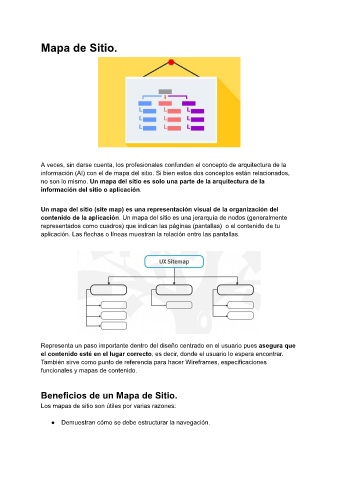 Mapa de Sitio.
A veces, sin darse cuenta, los profesionales confunden el concepto de arquitectura de la
información (AI) con el de mapa del sitio. Si bien estos dos conceptos están relacionados,
no son lo mismo. Un mapa del sitio es solo una parte de la arquitectura de la
información del sitio o aplicación.
Un mapa del sitio (site map) es una representación visual de la organización del
contenido de la aplicación. Un mapa del sitio es una jerarquía de nodos (generalmente
representados como cuadros) que indican las páginas (pantallas) o el contenido de tu
aplicación. Las flechas o líneas muestran la relación entre las pantallas.
UX Sitemap
Representa un paso importante dentro del diseño centrado en el usuario pues asegura que
el contenido esté en el lugar correcto, es decir, donde el usuario lo espera encontrar.
También sirve como punto de referencia para hacer Wireframes, especificaciones
funcionales y mapas de contenido.
Beneficios de un Mapa de Sitio.
Los mapas de sitio son útiles por varias razones:
● Demuestran cómo se debe estructurar la navegación.